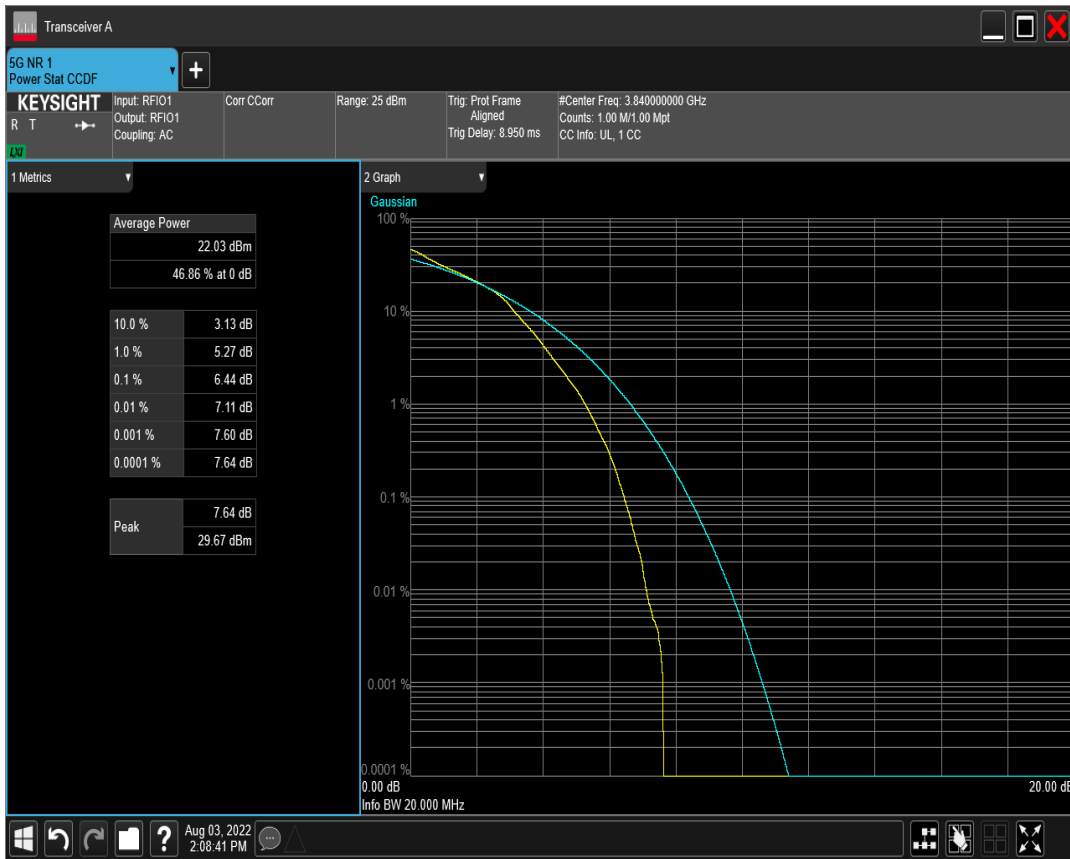 Transceiver A
5G NR 1
Power Stat CCDF
+
KEYSIGHT
R T
LXI
Input: RFIO1
Output: RFIO1
Coupling: AC
Corr CCorr
Range: 25 dBm
Trig: Prot Frame
Aligned
Trig Delay: 8.950 ms
#Center Freq: 3.840000000 GHz
Counts: 1.00 M/1.00 Mpt
CC Info: UL, 1 CC
1 Metrics
Average Power
22.03 dBm
46.86 % at 0 dB
10.0 % 3.13 dB
1.0 % 5.27 dB
0.1 % 6.44 dB
0.01 % 7.11 dB
0.001 % 7.60 dB
0.0001 % 7.64 dB
Peak 7.64 dB
29.67 dBm
2 Graph
Gaussian
100 %
10 %
1 %
0.1 %
0.01 %
0.001 %
0.0001 %
0.00 dB 20.00 dB
Info BW 20.000 MHz
?
Aug 03, 2022
2:08:41 PM